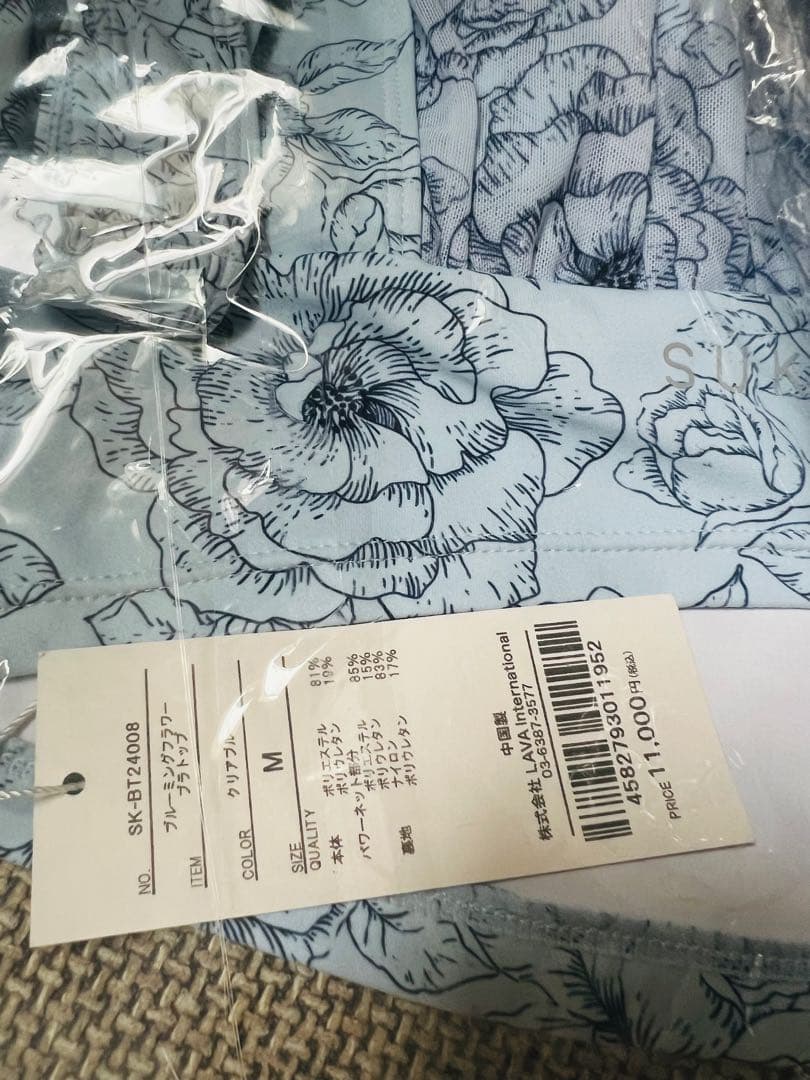 SUK
NO. SK-BT24008
ブルーミングフラワー
ブラトップ
ITEM
COLOR クリアブルー
SIZE M
QUALITY
本体 ポリエステル 81%
ポリウレタン 19%
パワーネット部分
ポリエステル 85%
ポリウレタン 15%
裏地 ナイロン 83%
ポリウレタン 17%
中国製
株式会社 LAVA International
03-6387-3577
4582793011952
PRICE 11,000円(税込)